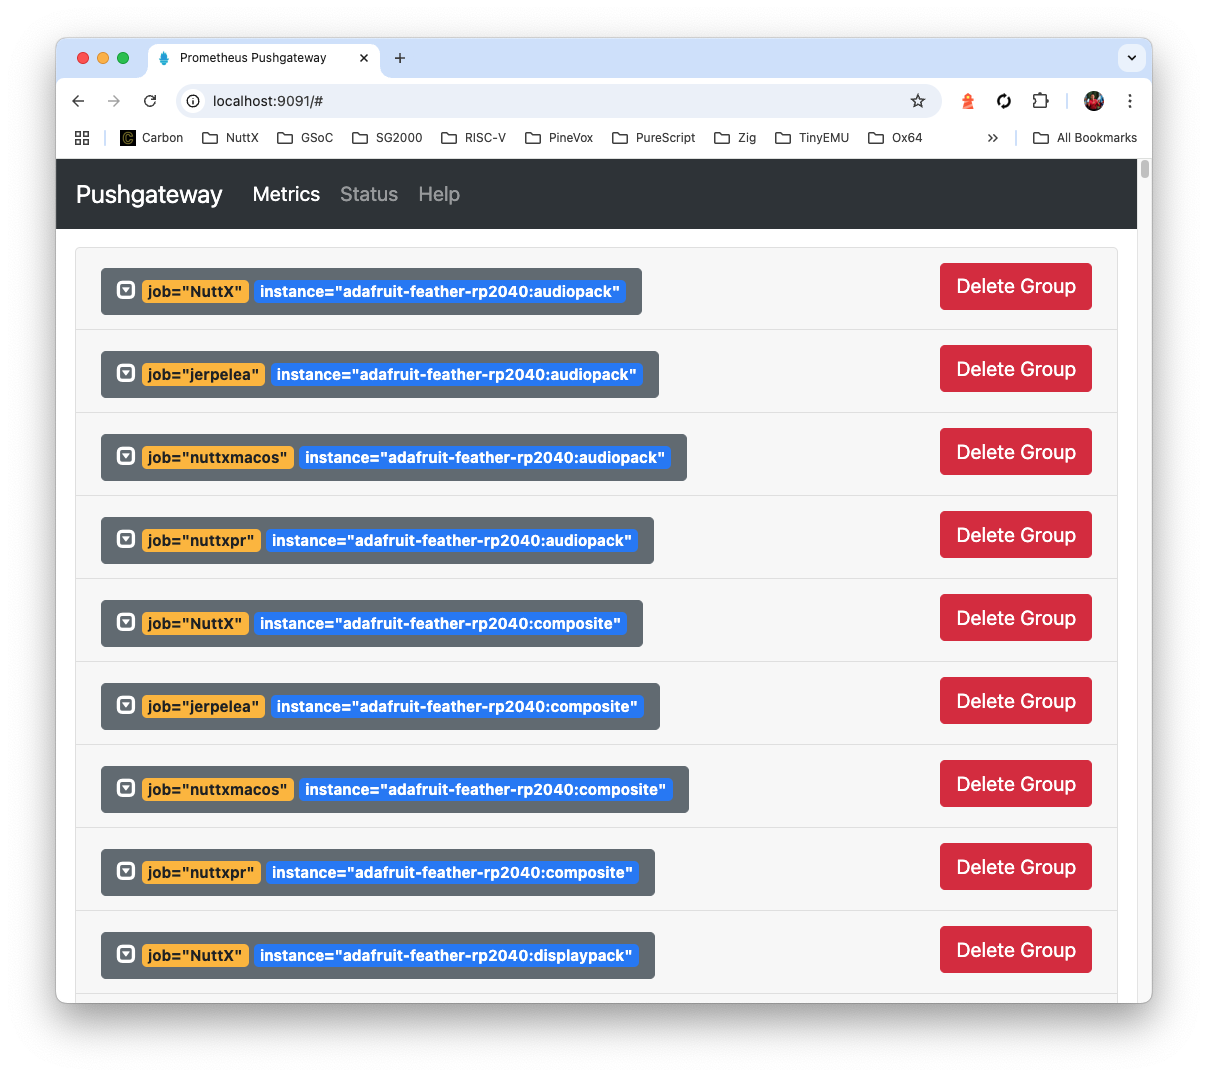 Prometheus Pushgateway
localhost:9091/#
Carbon NuttX GSoC SG2000 RISC-V PineVox PureScript Zig TinyEMU Ox64 » All Bookmarks
Pushgateway Metrics Status Help
job="NuttX" instance="adafruit-feather-rp2040:audiopack" Delete Group
job="jerpelea" instance="adafruit-feather-rp2040:audiopack" Delete Group
job="nuttxmacos" instance="adafruit-feather-rp2040:audiopack" Delete Group
job="nuttxpr" instance="adafruit-feather-rp2040:audiopack" Delete Group
job="NuttX" instance="adafruit-feather-rp2040:composite" Delete Group
job="jerpelea" instance="adafruit-feather-rp2040:composite" Delete Group
job="nuttxmacos" instance="adafruit-feather-rp2040:composite" Delete Group
job="nuttxpr" instance="adafruit-feather-rp2040:composite" Delete Group
job="NuttX" instance="adafruit-feather-rp2040:displaypack" Delete Group